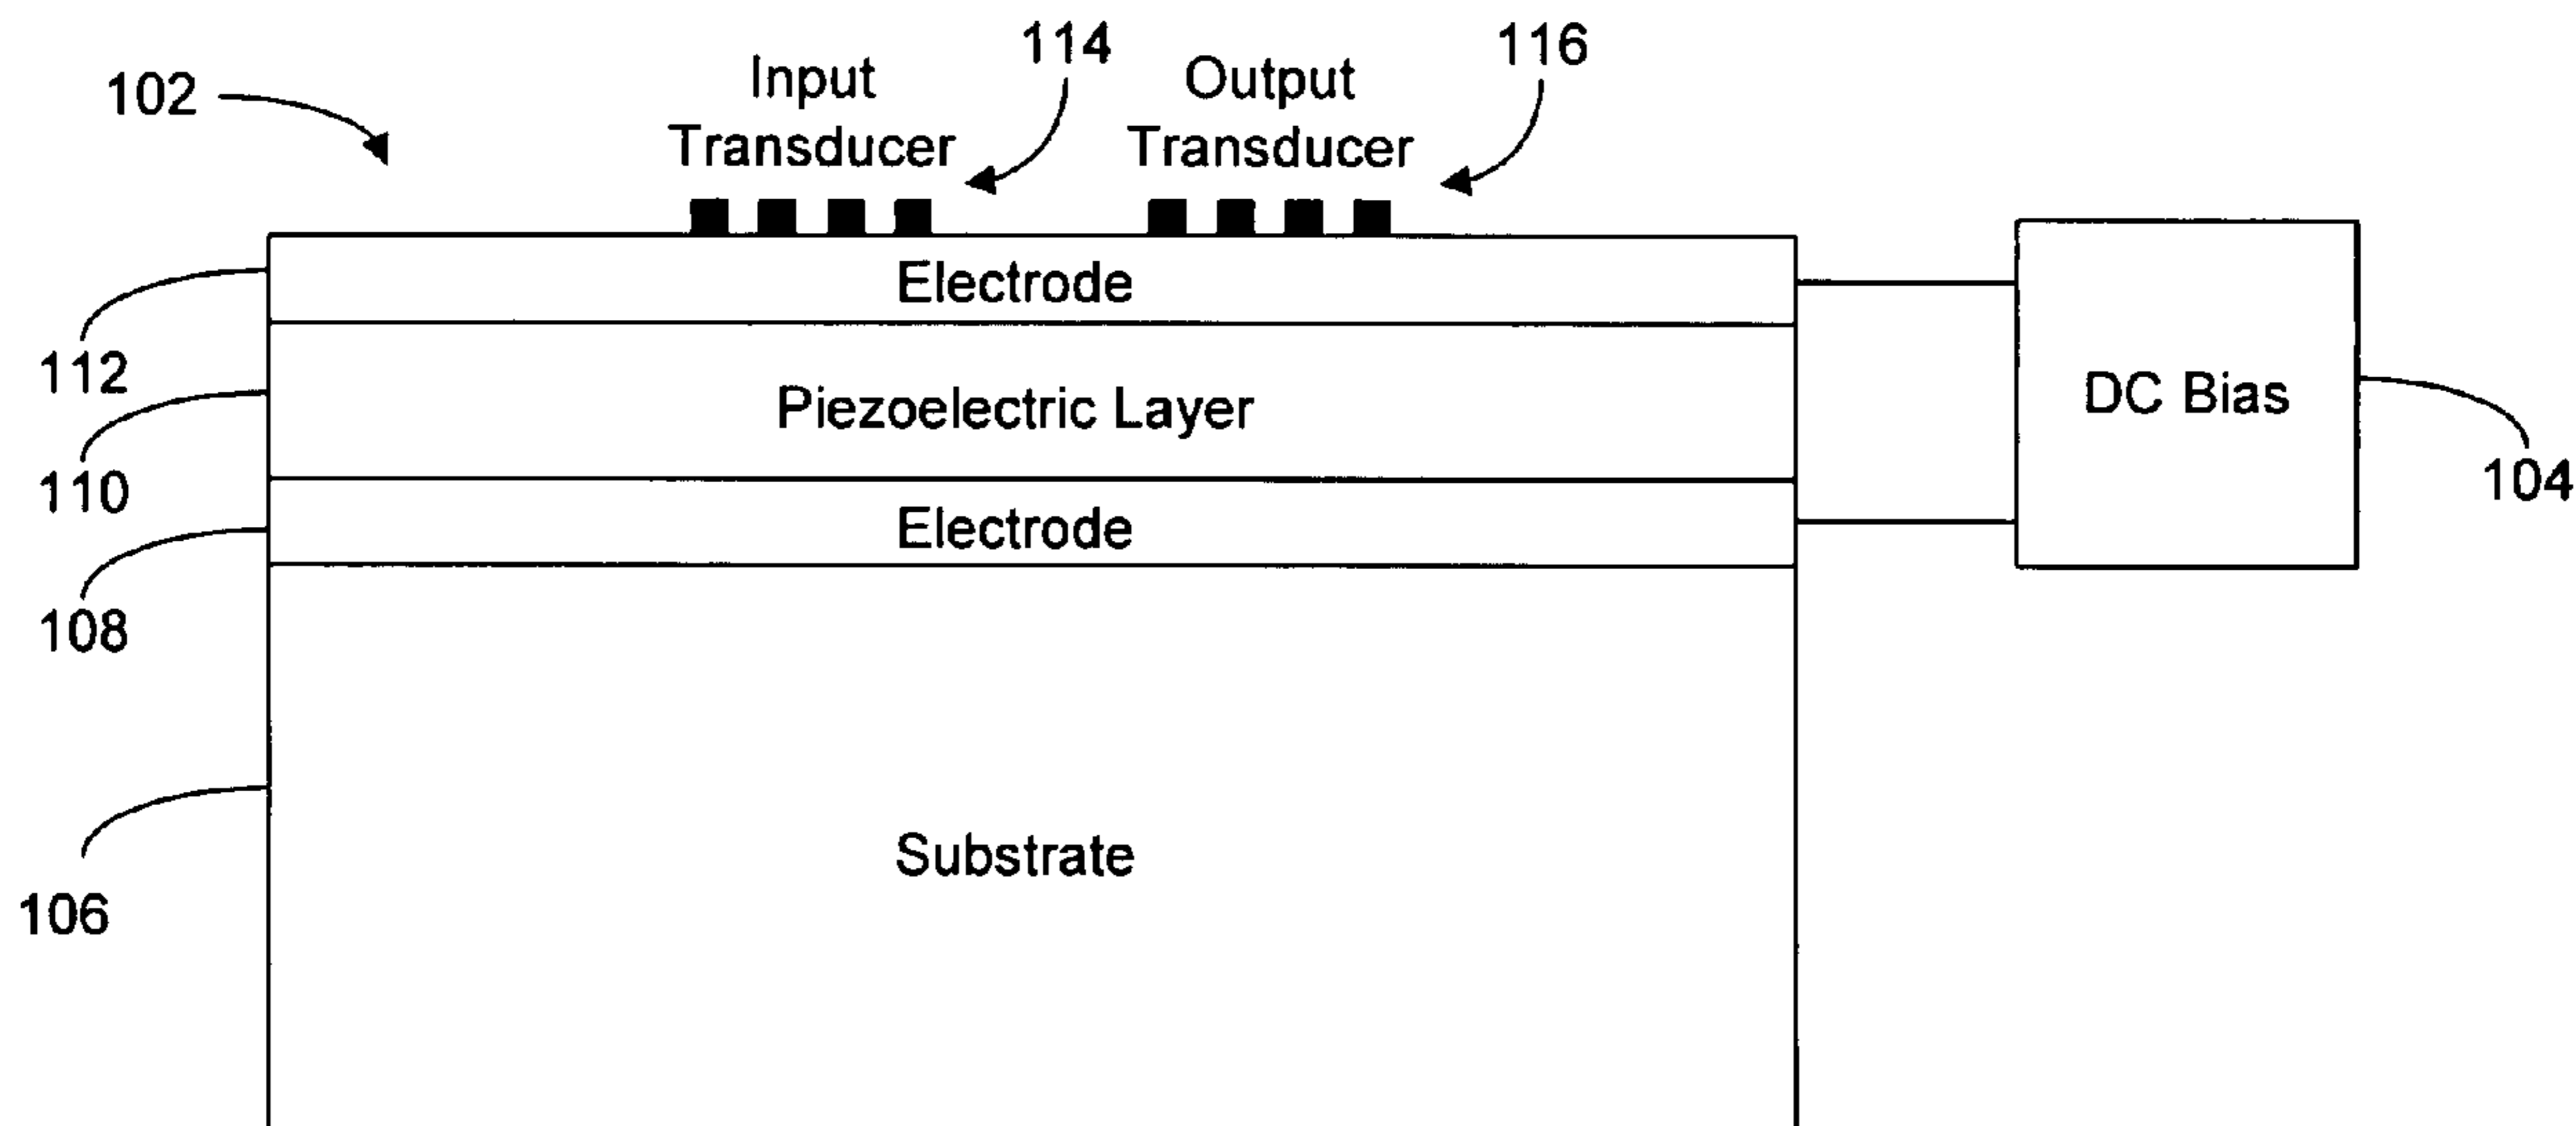 114
116
Input
Transducer
Output
Transducer
102
Electrode
112
Piezoelectric Layer
DC Bias
110
104
Electrode
108
Substrate
106